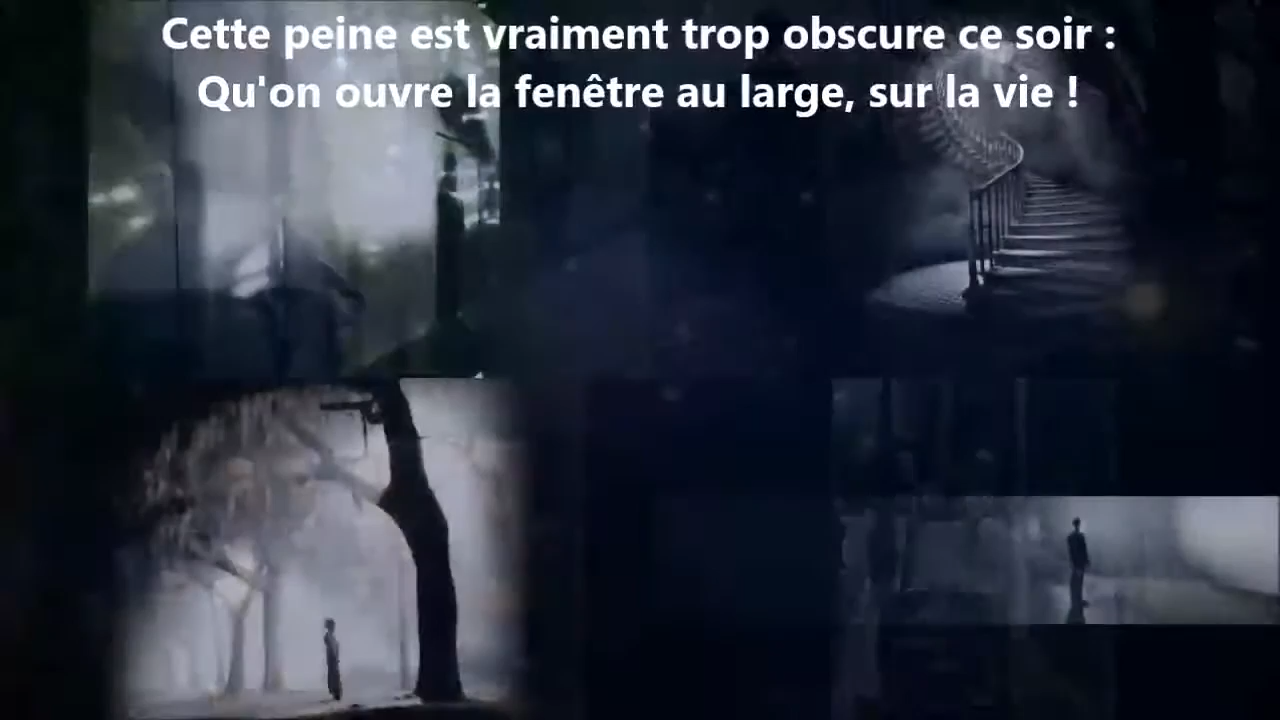 Cette peine est vraiment trop obscure ce soir :
Qu'on ouvre la fenêtre au large, sur la vie !